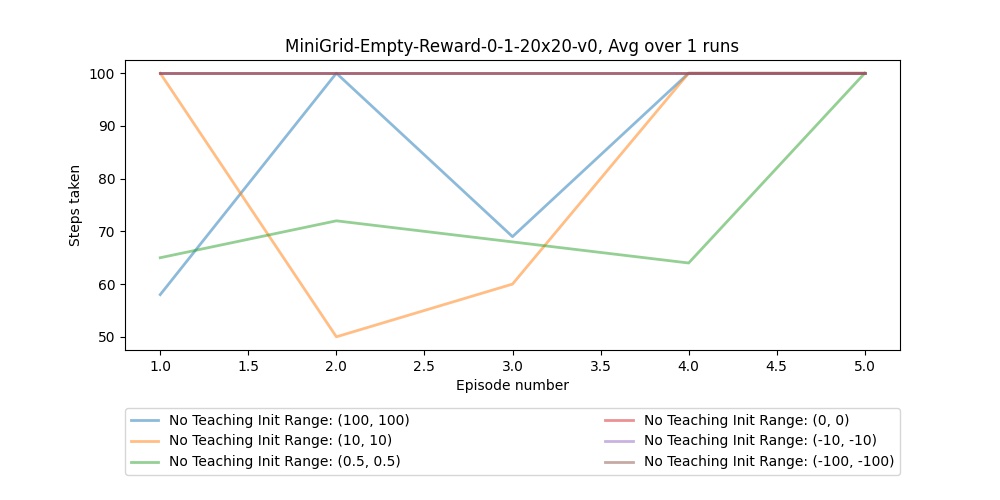 MiniGrid-Empty-Reward-0-1-20x20-v0, Avg over 1 runs
100
90
80
70
60
50
Steps taken
1.0 1.5 2.0 2.5 3.0 3.5 4.0 4.5 5.0
Episode number
No Teaching Init Range: (100, 100)
No Teaching Init Range: (10, 10)
No Teaching Init Range: (0.5, 0.5)
No Teaching Init Range: (0, 0)
No Teaching Init Range: (-10, -10)
No Teaching Init Range: (-100, -100)